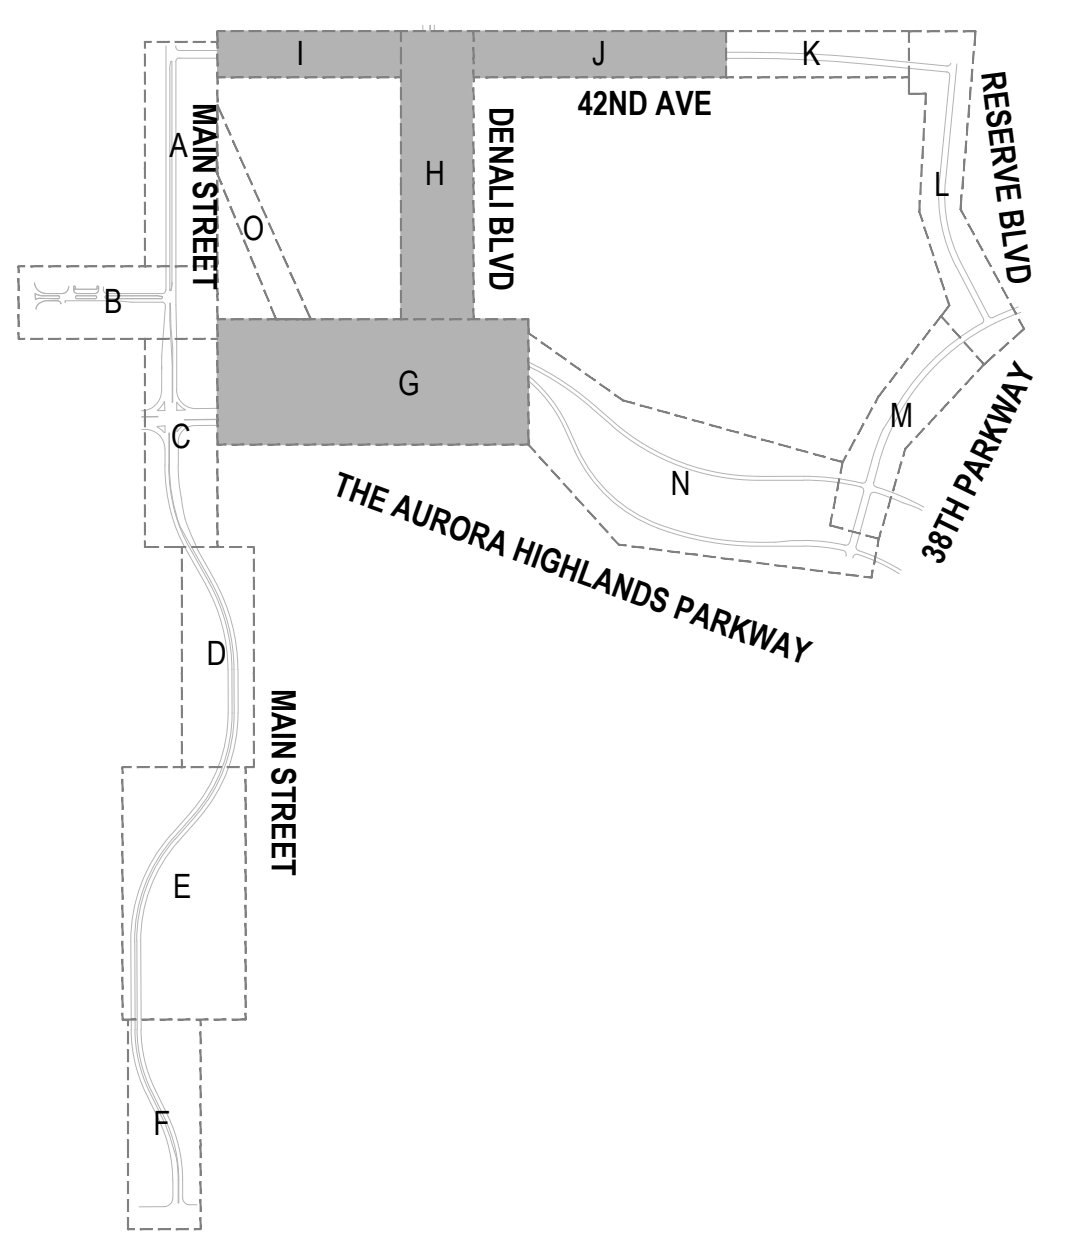 I
J
K
42ND AVE
RESERVE BLVD
A
MAIN STREET
DENALI BLVD
H
L
O
B
G
M
C
38TH PARKWAY
N
THE AURORA HIGHLANDS PARKWAY
D
MAIN STREET
E
F